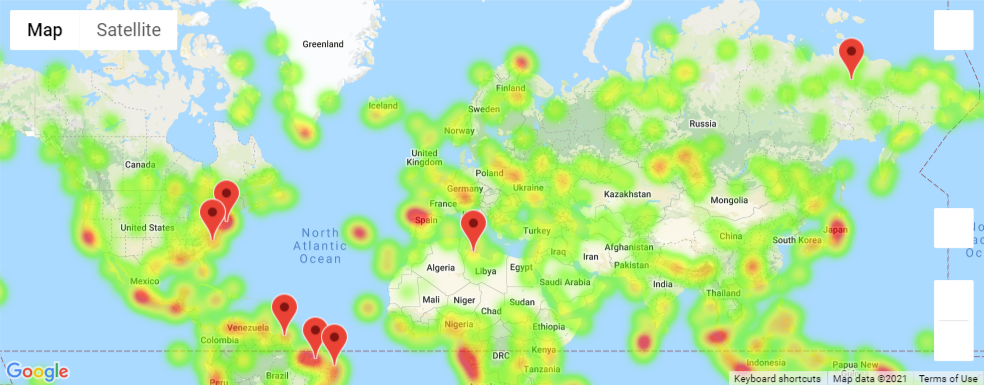 Map Satellite
Greenland
Iceland
Finland
Sweden
Norway
Russia
Canada
United
Kingdom
Poland
Germany
Ukraine
France
Kazakhstan
Mongolia
United States
Spain
Turkey
China
Japan
South Korea
North
Atlantic
Ocean
Afghanistan
Iraq
Iran
Pakistan
Algeria
Libya
Egypt
Saudi Arabia
India
Mexico
Mali
Niger
Sudan
Chad
Thailand
Venezuela
Nigeria
Ethiopia
Colombia
DRC
Kenya
Tanzania
Indonesia
Papua New
Brazil
Peru
Google
Keyboard shortcuts
Map data ©2021
Terms of Use